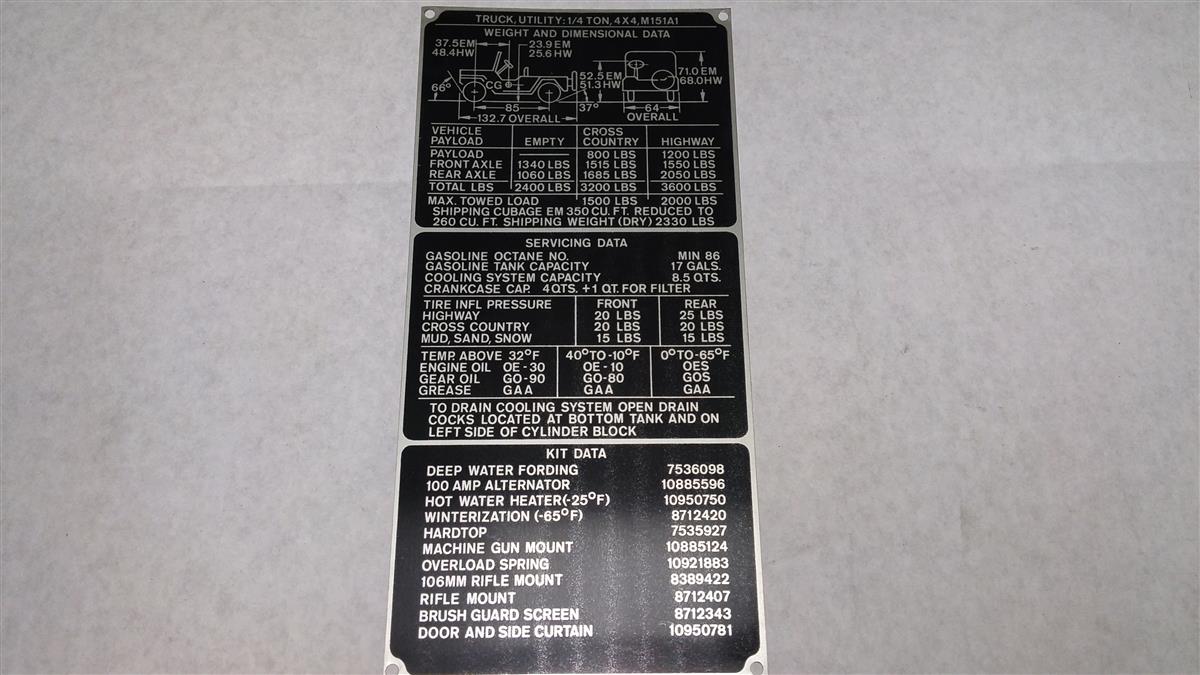 TRUCK, UTILITY: 1/4 TON, 4X4, M151A1
WEIGHT AND DIMENSIONAL DATA
37.5EM 23.9EM
48.4HW 25.6HW
52.5EM 71.0EM
51.3HW 68.0HW
66° CG
85 37° 64
132.7 OVERALL OVERALL
VEHICLE CROSS
PAYLOAD EMPTY COUNTRY HIGHWAY
PAYLOAD 800 LBS 1200 LBS
FRONT AXLE 1340 LBS 1515 LBS 1550 LBS
REAR AXLE 1060 LBS 1685 LBS 2050 LBS
TOTAL LBS 2400 LBS 3200 LBS 3600 LBS
MAX. TOWED LOAD 1500 LBS 2000 LBS
SHIPPING CUBAGE EM 350 CU. FT. REDUCED TO
260 CU. FT. SHIPPING WEIGHT (DRY) 2330 LBS
SERVICING DATA
GASOLINE OCTANE NO. MIN 86
GASOLINE TANK CAPACITY 17 GALS.
COOLING SYSTEM CAPACITY 8.5 QTS.
CRANKCASE CAP. 4 QTS. +1 QT. FOR FILTER
TIRE INFL PRESSURE FRONT REAR
HIGHWAY 20 LBS 25 LBS
CROSS COUNTRY 20 LBS 20 LBS
MUD, SAND, SNOW 15 LBS 15 LBS
TEMP. ABOVE 32°F 40°TO-10°F 0°TO-65°F
ENGINE OIL OE-30 OE-10 OES
GEAR OIL GO-90 GO-80 GOS
GREASE GAA GAA GAA
TO DRAIN COOLING SYSTEM OPEN DRAIN
COCKS LOCATED AT BOTTOM TANK AND ON
LEFT SIDE OF CYLINDER BLOCK
KIT DATA
DEEP WATER FORDING 7536098
100 AMP ALTERNATOR 10885596
HOT WATER HEATER(-25°F) 10950750
WINTERIZATION (-65°F) 8712420
HARDTOP 7535927
MACHINE GUN MOUNT 10885124
OVERLOAD SPRING 10921883
106MM RIFLE MOUNT 8389422
RIFLE MOUNT 8712407
BRUSH GUARD SCREEN 8712343
DOOR AND SIDE CURTAIN 10950781